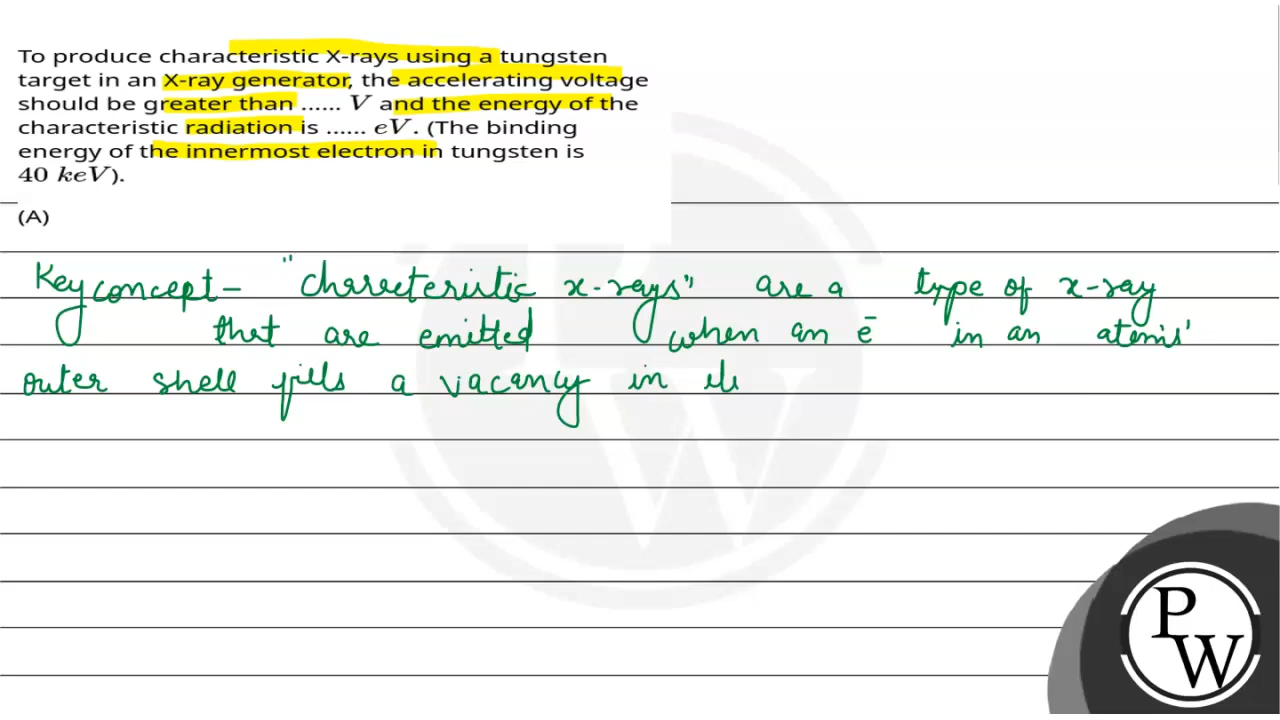 To produce characteristic X-rays using a tungsten
target in an X-ray generator, the accelerating voltage
should be greater than ...... V and the energy of the
characteristic radiation is ...... eV. (The binding
energy of the innermost electron in tungsten is
40 keV).
(A)
Key concept - "characteristic x-rays" are a type of x-ray
that are emitted when an ē in an atoms'
outer shell fills a vacancy in
PW